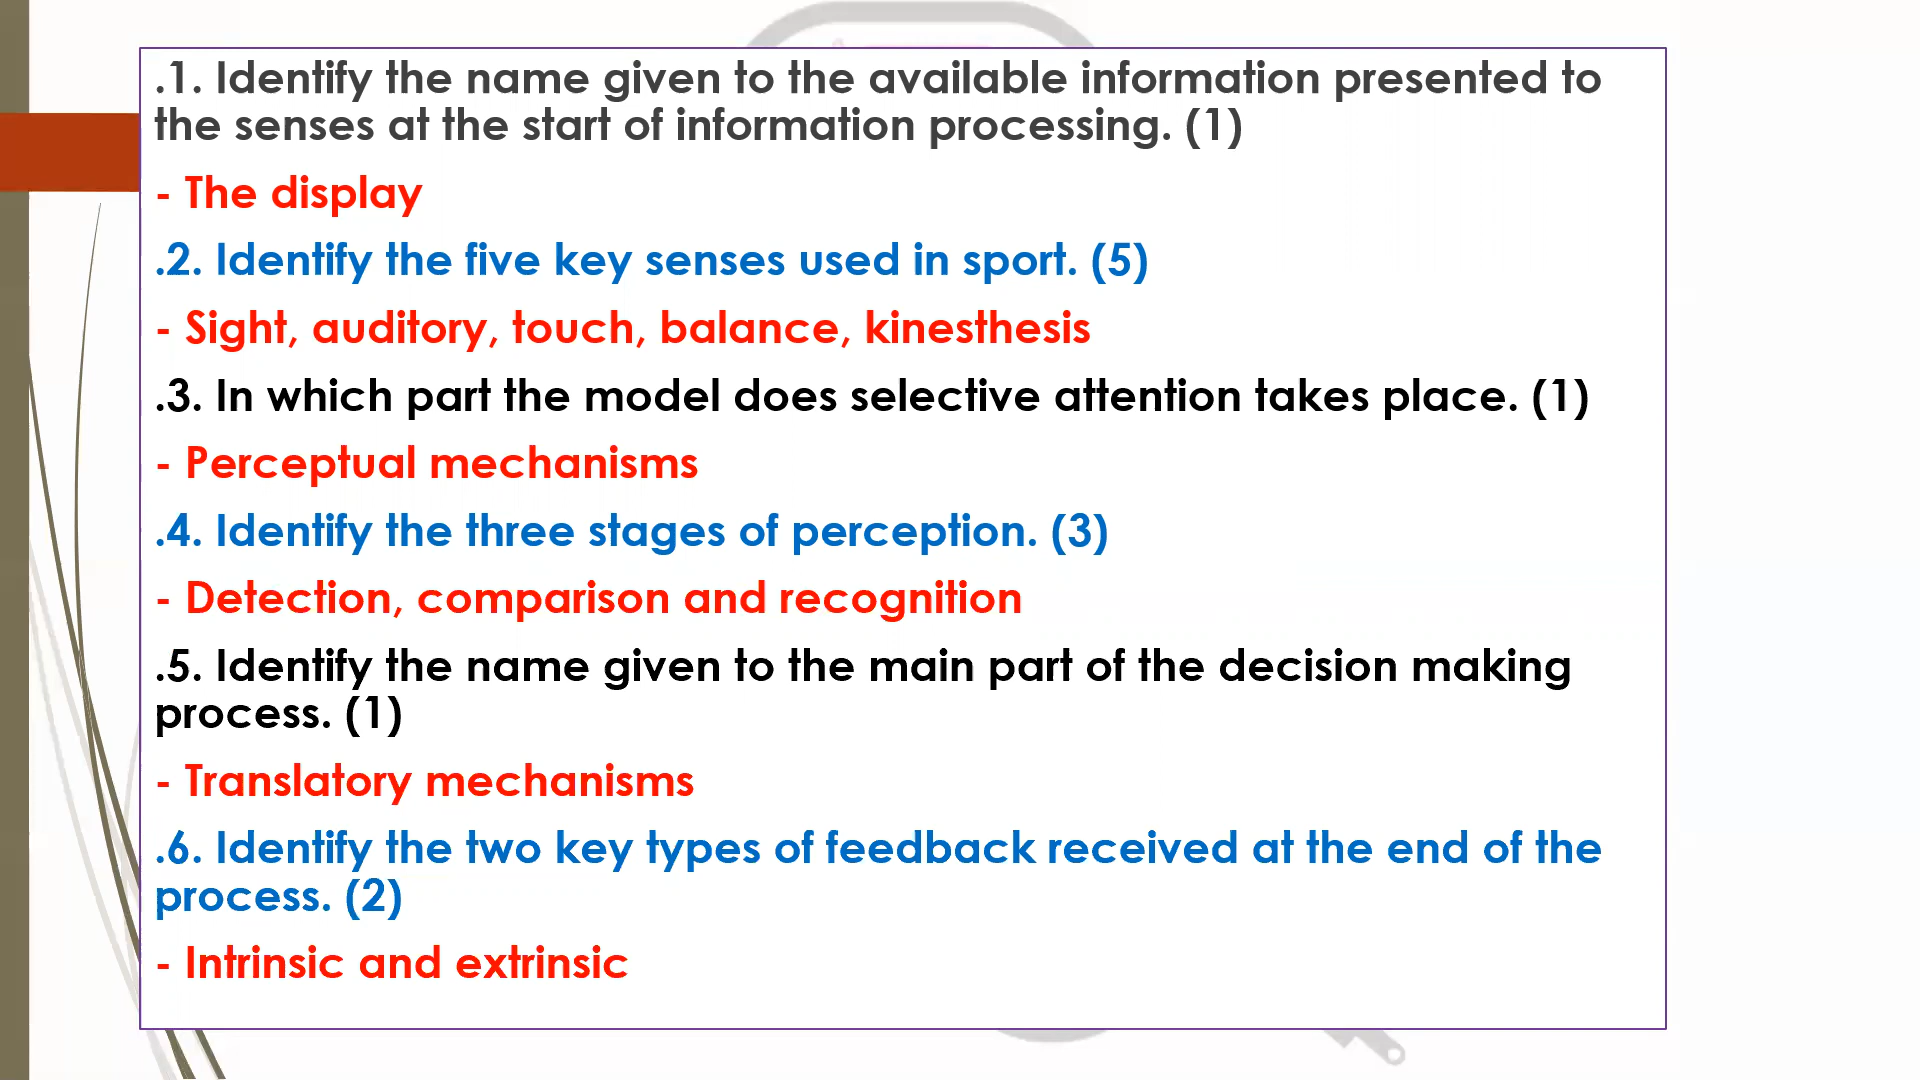 .1. Identify the name given to the available information presented to
the senses at the start of information processing. (1)
- The display
.2. Identify the five key senses used in sport. (5)
- Sight, auditory, touch, balance, kinesthesis
.3. In which part the model does selective attention takes place. (1)
- Perceptual mechanisms
.4. Identify the three stages of perception. (3)
- Detection, comparison and recognition
.5. Identify the name given to the main part of the decision making
process. (1)
- Translatory mechanisms
.6. Identify the two key types of feedback received at the end of the
process. (2)
- Intrinsic and extrinsic